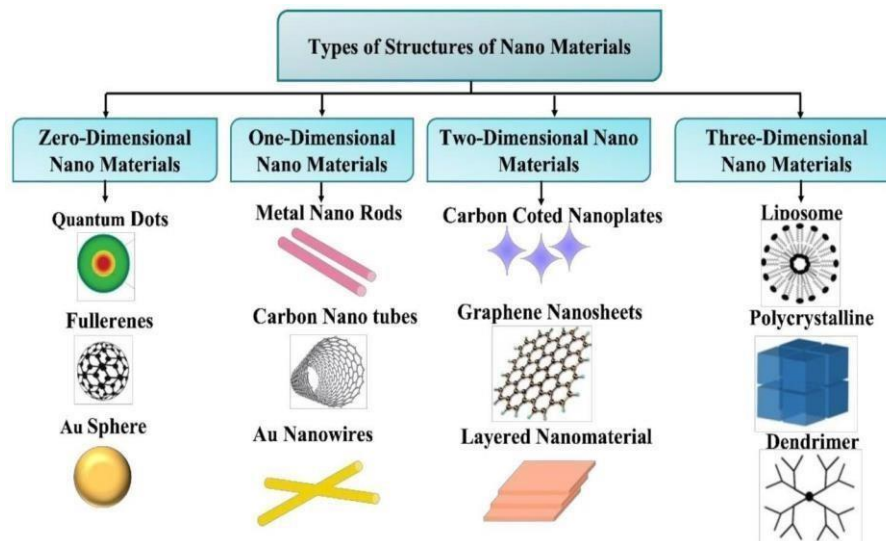 Types of Structures of Nano Materials
Zero-Dimensional
Nano Materials
One-Dimensional
Nano Materials
Two-Dimensional Nano
Materials
Three-Dimensional
Nano Materials
Quantum Dots
Fullerenes
Au Sphere
Metal Nano Rods
Carbon Nano tubes
Au Nanowires
Carbon Coted Nanoplates
Graphene Nanosheets
Layered Nanomaterial
Liposome
Polycrystalline
Dendrimer